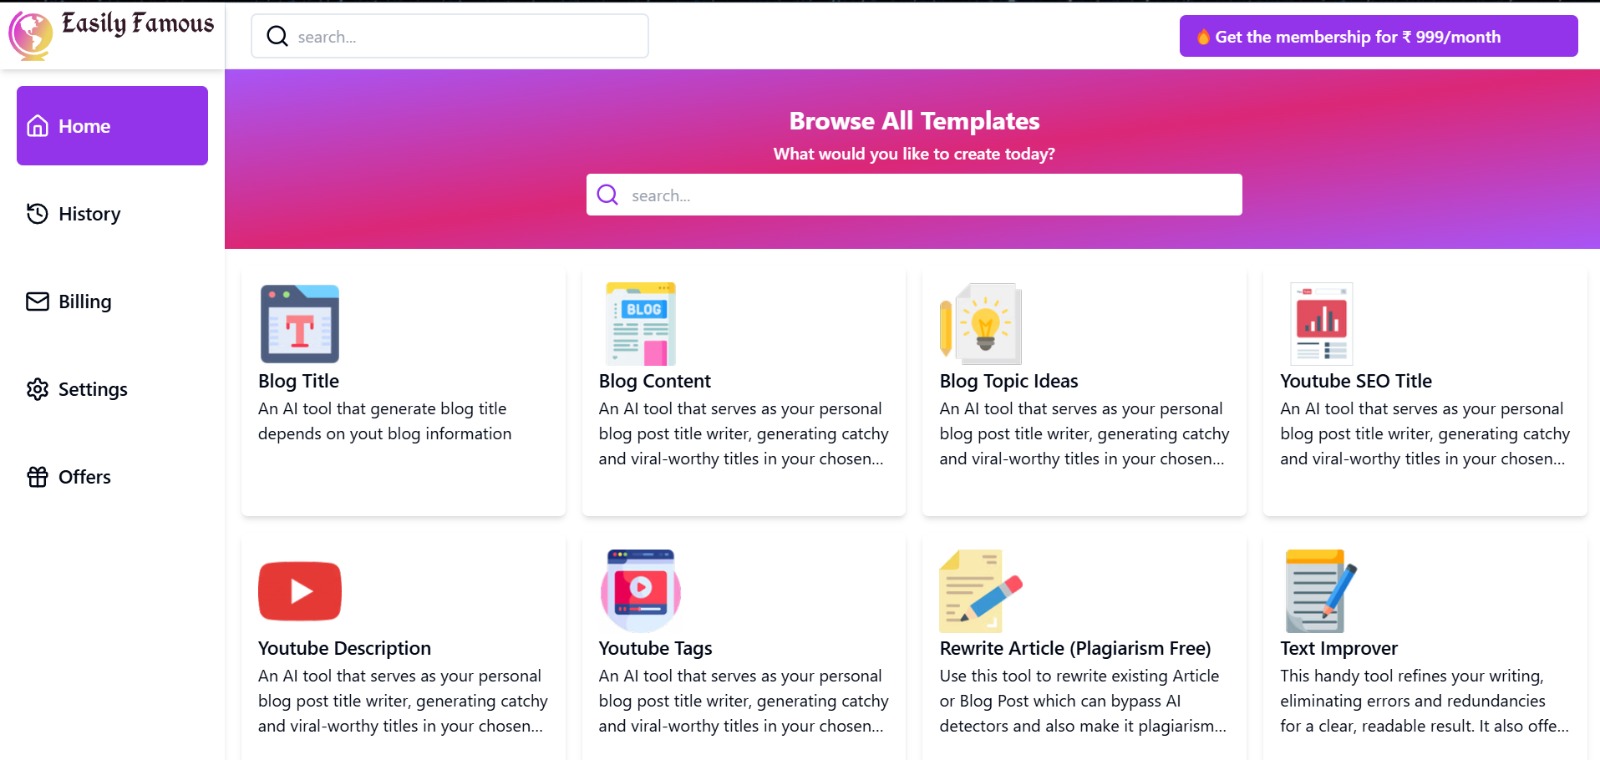 Easily Famous
search...
🔥 Get the membership for ₹ 999/month
Home
History
Billing
Settings
Offers
Browse All Templates
What would you like to create today?
search...
BLOG
Blog Title
An AI tool that generate blog title
depends on yout blog information
Blog Content
An AI tool that serves as your personal
blog post title writer, generating catchy
and viral-worthy titles in your chosen...
Blog Topic Ideas
An AI tool that serves as your personal
blog post title writer, generating catchy
and viral-worthy titles in your chosen...
Youtube SEO Title
An AI tool that serves as your personal
blog post title writer, generating catchy
and viral-worthy titles in your chosen...
Youtube Description
An AI tool that serves as your personal
blog post title writer, generating catchy
and viral-worthy titles in your chosen...
Youtube Tags
An AI tool that serves as your personal
blog post title writer, generating catchy
and viral-worthy titles in your chosen...
Rewrite Article (Plagiarism Free)
Use this tool to rewrite existing Article
or Blog Post which can bypass AI
detectors and also make it plagiarism...
Text Improver
This handy tool refines your writing,
eliminating errors and redundancies
for a clear, readable result. It also offe...